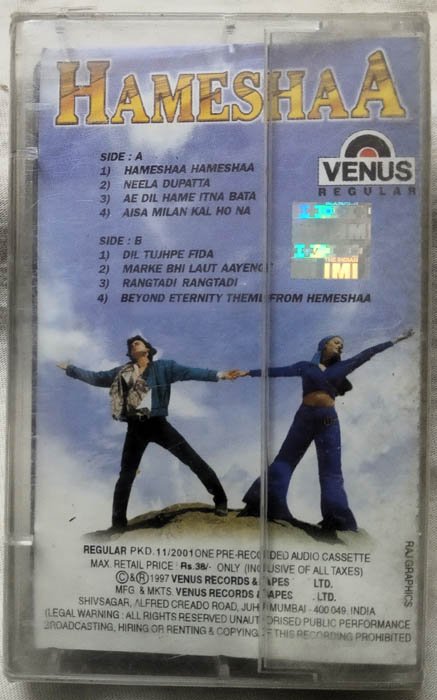 HAMESHAA
SIDE : A
1) HAMESHAA HAMESHAA
2) NEELA DUPATTA
3) AE DIL HAME ITNA BATA
4) AISA MILAN KAL HO NA
VENUS
REGULAR
THE INDIAN
IMI
SIDE : B
1) DIL TUJHPE FIDA
2) MARKE BHI LAUT AAYENGE
3) RANGTADI RANGTADI
4) BEYOND ETERNITY THEME FROM HEMESHAA
REGULAR PKD. 11/2001 ONE PRE-RECORDED AUDIO CASSETTE
MAX. RETAIL PRICE : Rs. 38/- ONLY (INCLUSIVE OF ALL TAXES)
©&℗ 1997 VENUS RECORDS & TAPES LTD.
MFG. & MKTS. VENUS RECORDS & TAPES LTD.
SHIVSAGAR, ALFRED CREADO ROAD, JUHU MUMBAI - 400 049. INDIA
(LEGAL WARNING : ALL RIGHTS RESERVED UNAUTHORISED PUBLIC PERFORMANCE
BROADCASTING, HIRING OR RENTING & COPYING OF THIS RECORDING PROHIBITED
RAJ GRAPHICS